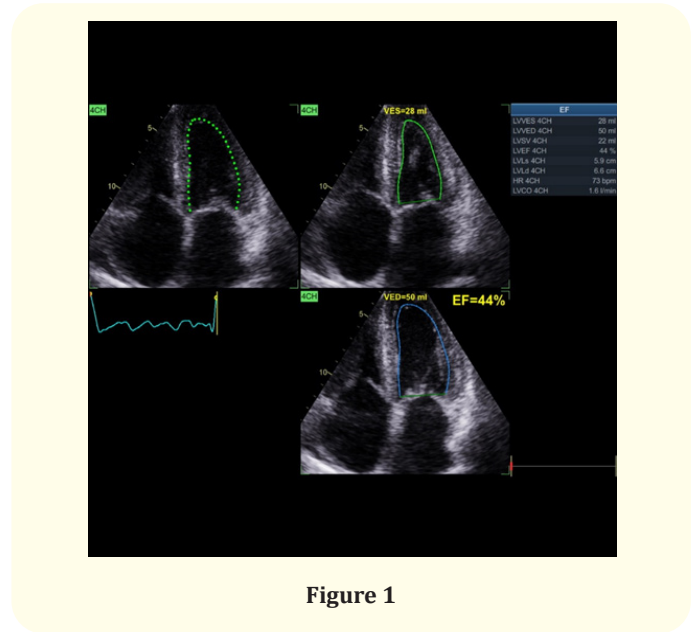 4CH
5
10
4CH
VES=28 ml
5
10
EF
LVVES 4CH 28 ml
LVVED 4CH 50 ml
LVSV 4CH 22 ml
LVEF 4CH 44 %
LVLs 4CH 5.9 cm
LVLd 4CH 6.6 cm
HR 4CH 73 bpm
LVCO 4CH 1.6 l/min
4CH
VED=50 ml
EF=44%
5
10
Figure 1